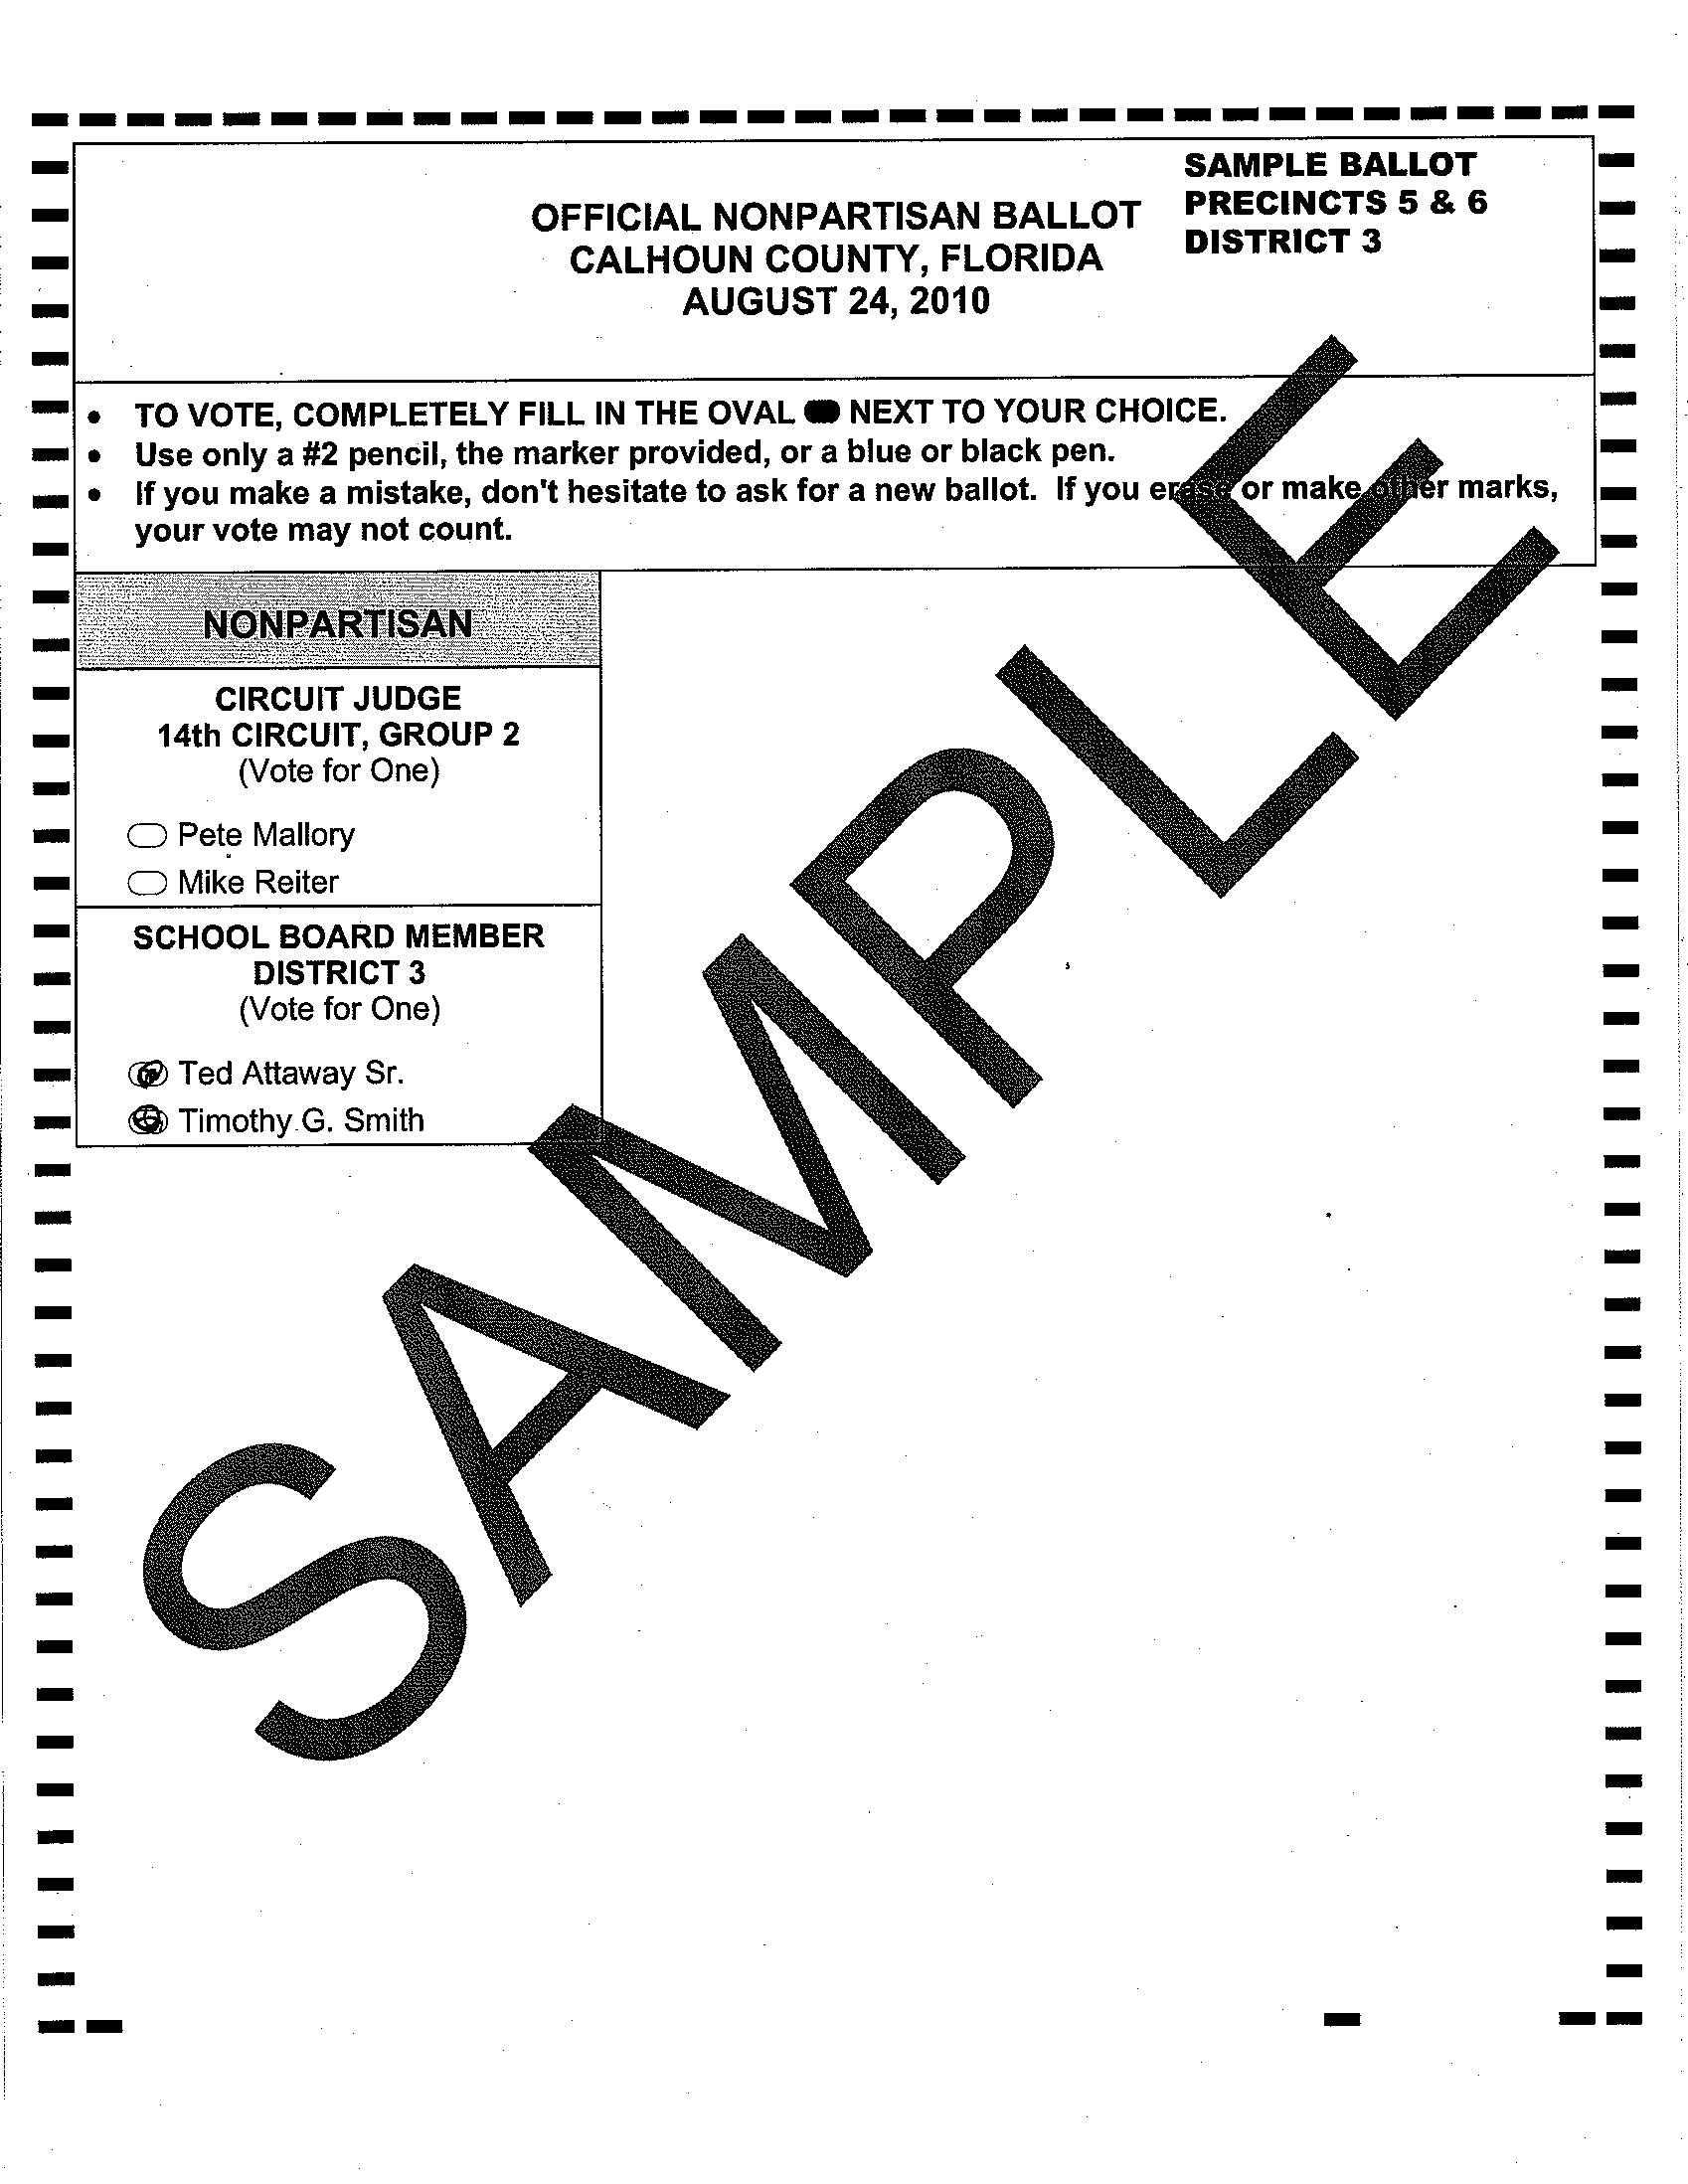 SAMPLE BALLOT
PRECINCTS 5 & 6
DISTRICT 3
OFFICIAL NONPARTISAN BALLOT
CALHOUN COUNTY, FLORIDA
AUGUST 24, 2010
• TO VOTE, COMPLETELY FILL IN THE OVAL NEXT TO YOUR CHOICE.
• Use only a #2 pencil, the marker provided, or a blue or black pen.
• If you make a mistake, don't hesitate to ask for a new ballot. If you erase or make other marks,
your vote may not count.
NONPARTISAN
CIRCUIT JUDGE
14th CIRCUIT, GROUP 2
(Vote for One)
Pete Mallory
Mike Reiter
SCHOOL BOARD MEMBER
DISTRICT 3
(Vote for One)
Ted Attaway Sr.
Timothy G. Smith
SAMPLE